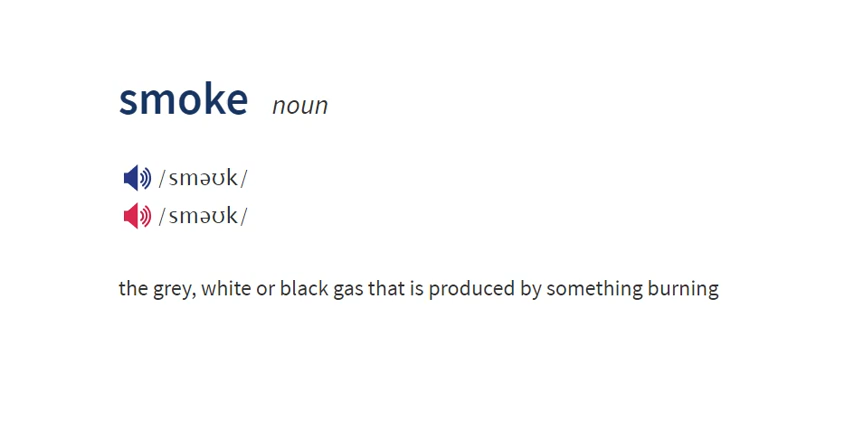 smoke noun
/sməʊk/
/sməʊk/
the grey, white or black gas that is produced by something burning